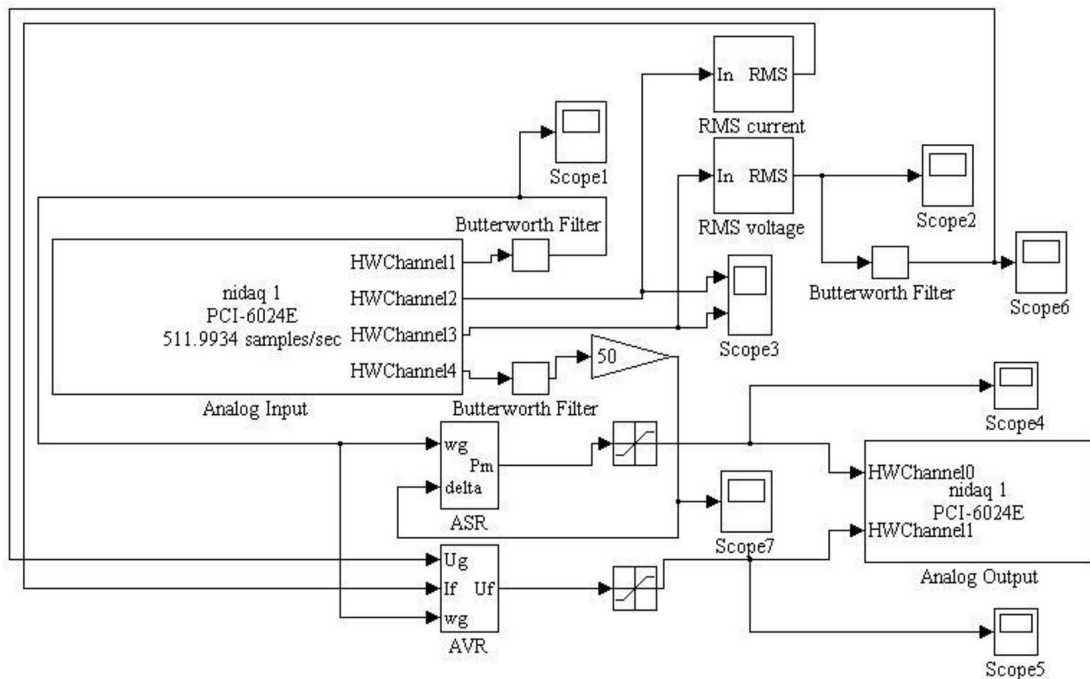 In RMS
RMS current
Scope1
In RMS
RMS voltage
Scope2
Butterworth Filter
HWChannel1
HWChannel2
HWChannel3
HWChannel4
nidaq 1
PCI-6024E
511.9934 samples/sec
Analog Input
Scope3
Butterworth Filter
Scope6
50
Butterworth Filter
Scope4
wg
Pm
delta
ASR
HWChannel0
nidaq 1
PCI-6024E
HWChannel1
Analog Output
Scope7
Ug
If Uf
wg
AVR
Scope5